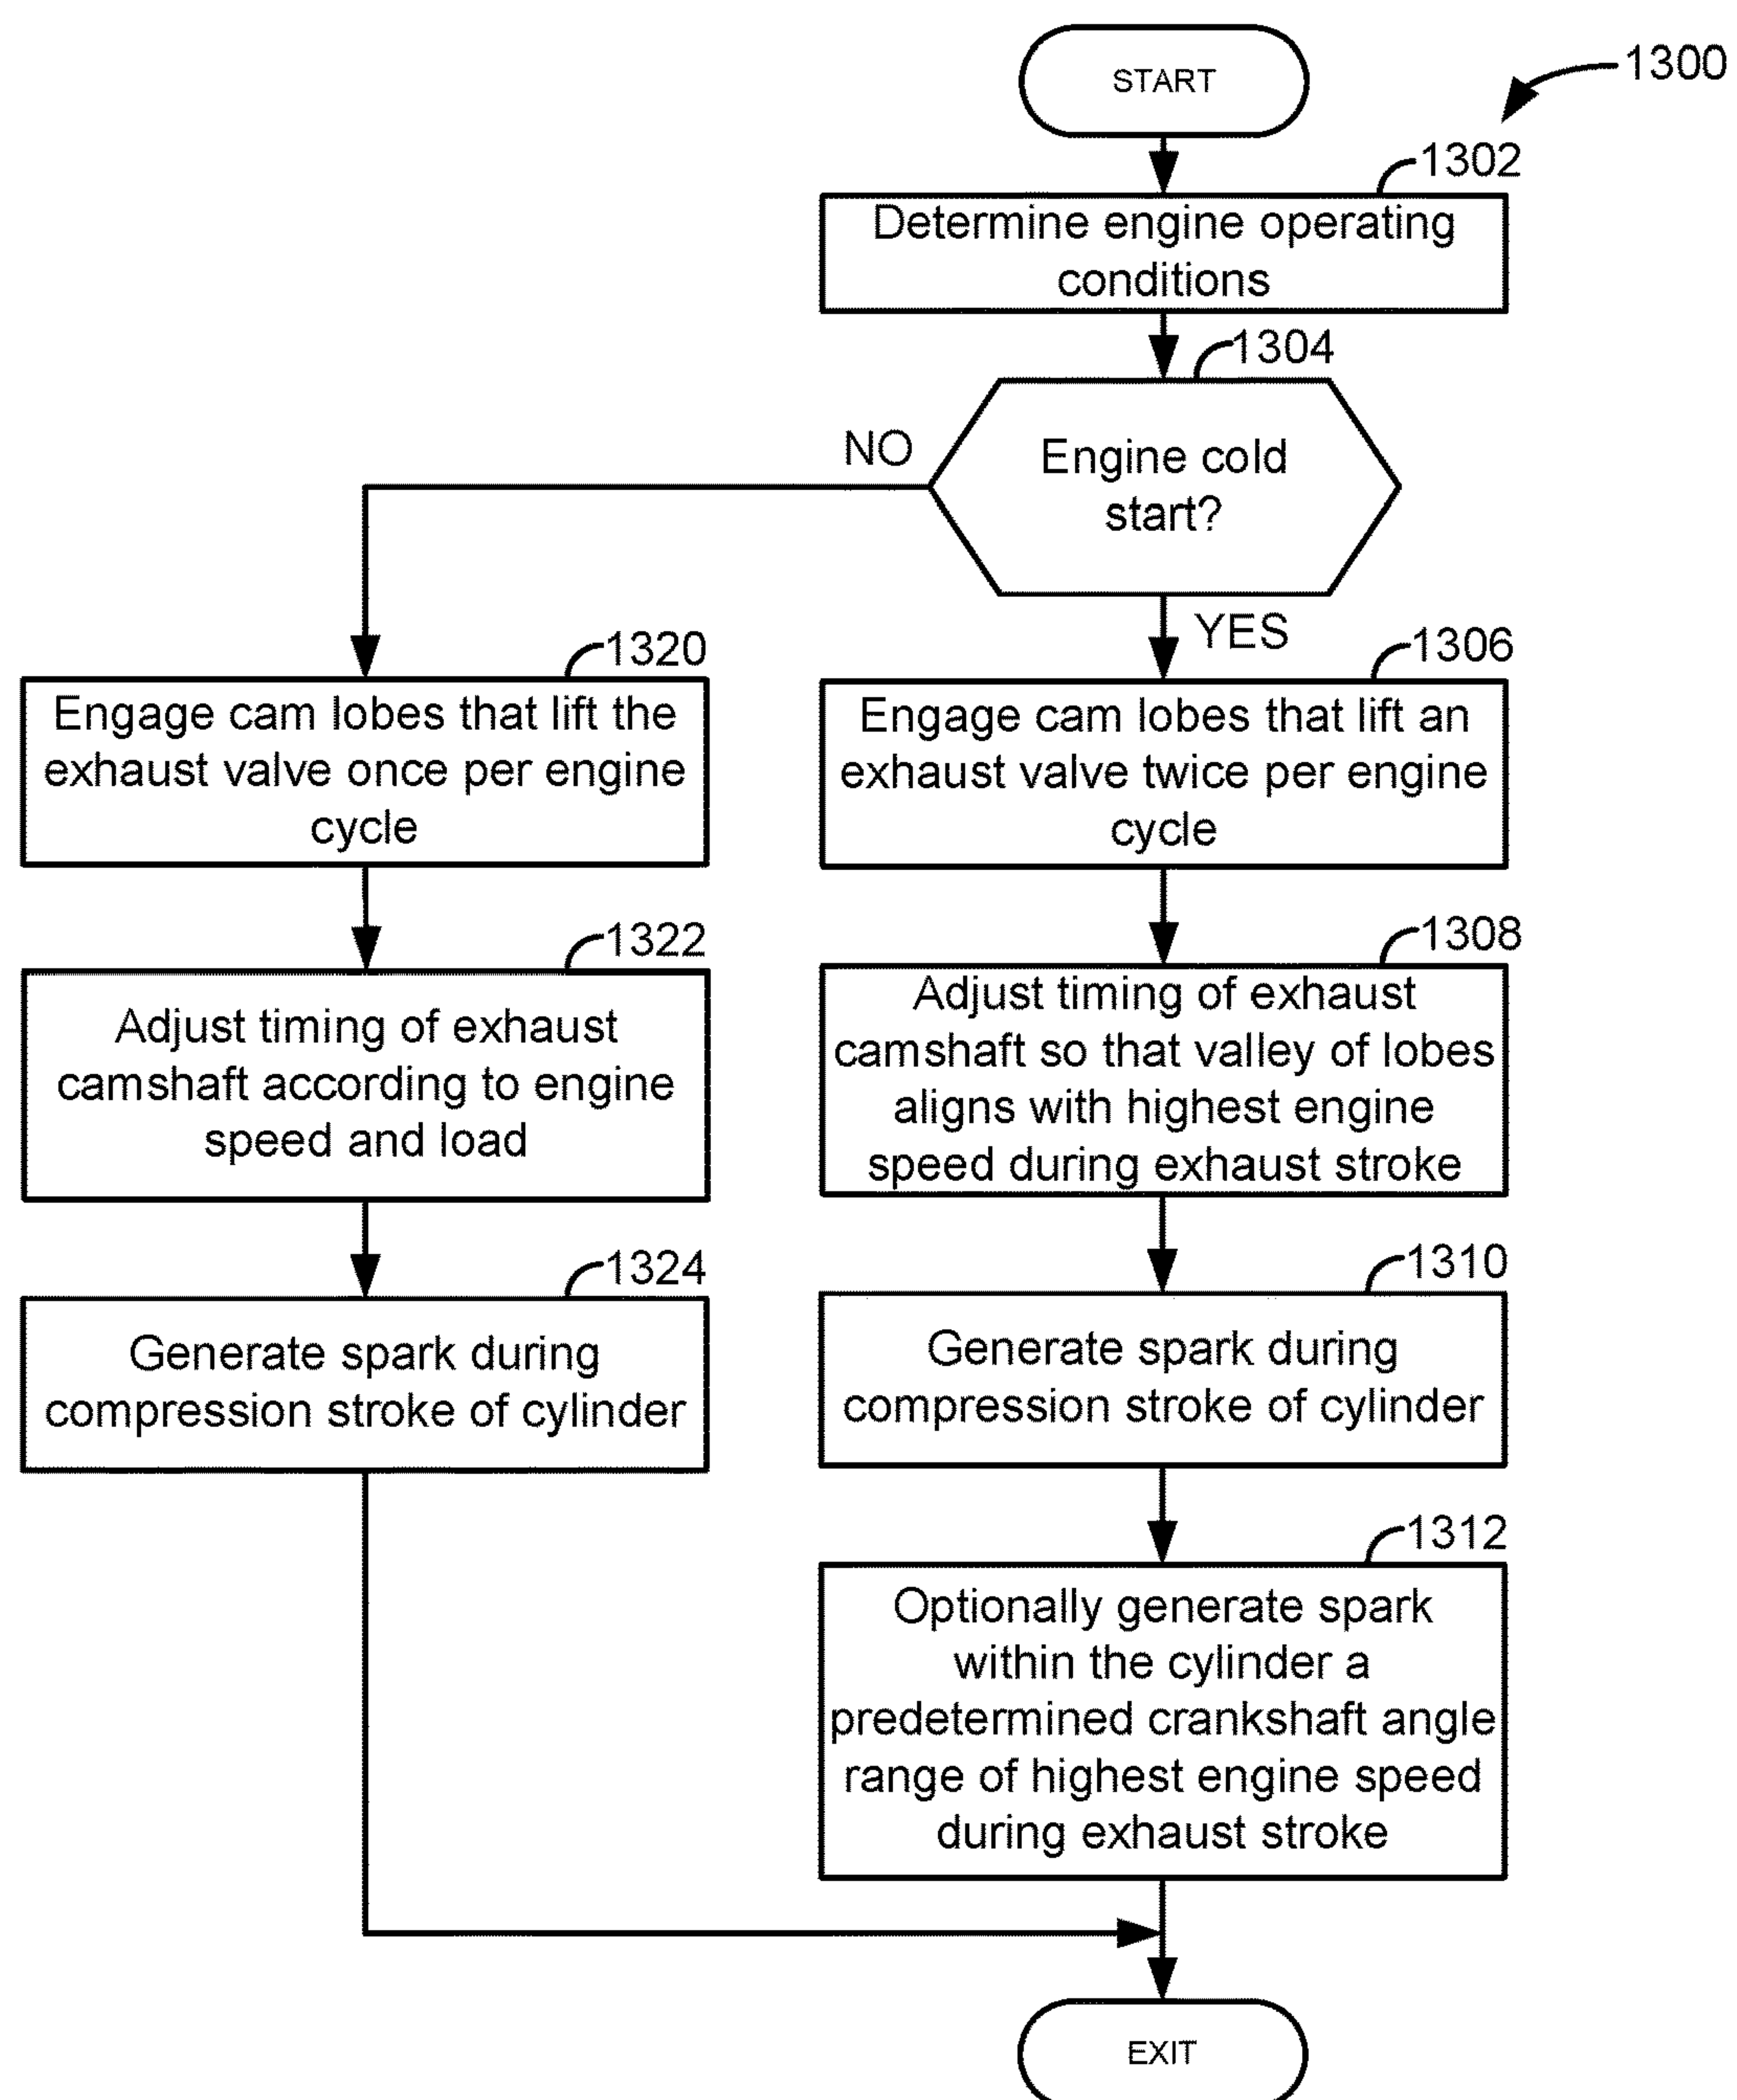 START
1300
1302
Determine engine operating
conditions
1304
Engine cold
start?
NO
YES
1320
Engage cam lobes that lift the
exhaust valve once per engine
cycle
1306
Engage cam lobes that lift an
exhaust valve twice per engine
cycle
1322
Adjust timing of exhaust
camshaft according to engine
speed and load
1308
Adjust timing of exhaust
camshaft so that valley of lobes
aligns with highest engine
speed during exhaust stroke
1324
Generate spark during
compression stroke of cylinder
1310
Generate spark during
compression stroke of cylinder
1312
Optionally generate spark
within the cylinder a
predetermined crankshaft angle
range of highest engine speed
during exhaust stroke
EXIT